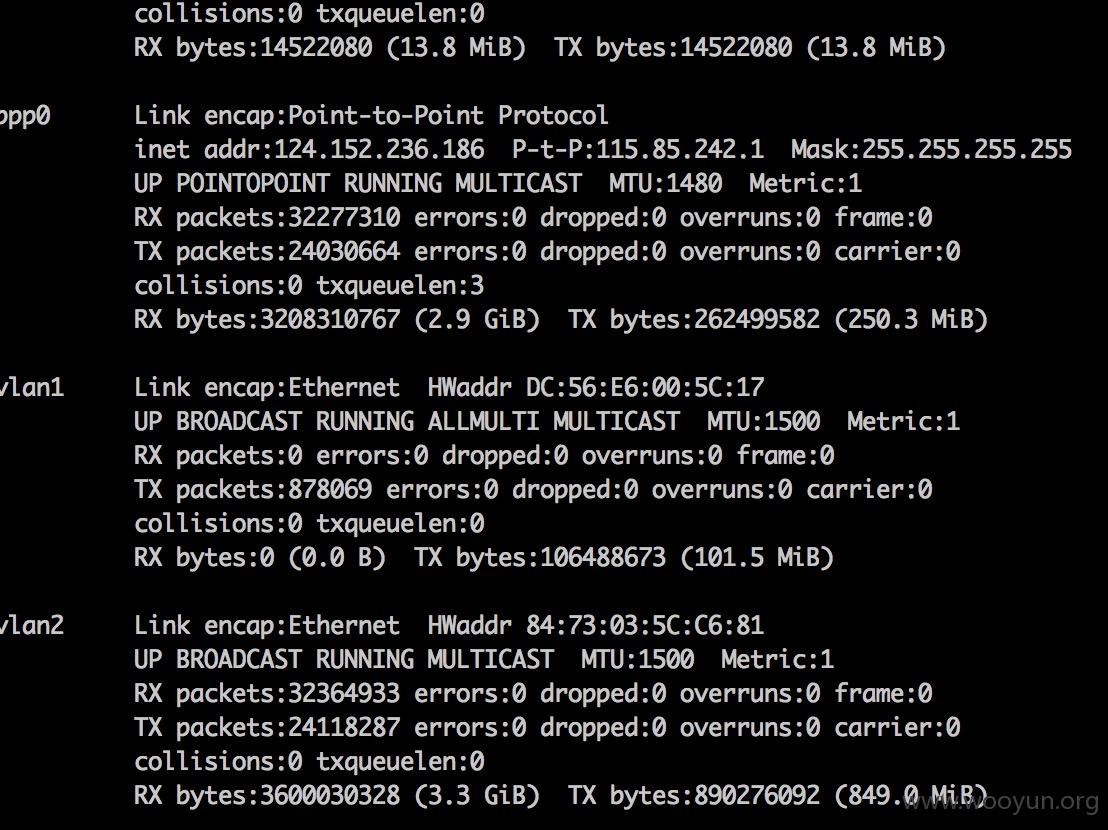 collisions:0 txqueuelen:0
RX bytes:14522080 (13.8 MiB)  TX bytes:14522080 (13.8 MiB)
ppp0 Link encap:Point-to-Point Protocol
inet addr:124.152.236.186  P-t-P:115.85.242.1  Mask:255.255.255.255
UP POINTOPOINT RUNNING MULTICAST  MTU:1480  Metric:1
RX packets:32277310 errors:0 dropped:0 overruns:0 frame:0
TX packets:24030664 errors:0 dropped:0 overruns:0 carrier:0
collisions:0 txqueuelen:3
RX bytes:3208310767 (2.9 GiB)  TX bytes:262499582 (250.3 MiB)
vlan1 Link encap:Ethernet  HWaddr DC:56:E6:00:5C:17
UP BROADCAST RUNNING ALLMULTI MULTICAST  MTU:1500  Metric:1
RX packets:0 errors:0 dropped:0 overruns:0 frame:0
TX packets:878069 errors:0 dropped:0 overruns:0 carrier:0
collisions:0 txqueuelen:0
RX bytes:0 (0.0 B)  TX bytes:106488673 (101.5 MiB)
vlan2 Link encap:Ethernet  HWaddr 84:73:03:5C:C6:81
UP BROADCAST RUNNING MULTICAST  MTU:1500  Metric:1
RX packets:32364933 errors:0 dropped:0 overruns:0 frame:0
TX packets:24118287 errors:0 dropped:0 overruns:0 carrier:0
collisions:0 txqueuelen:0
RX bytes:3600030328 (3.3 GiB)  TX bytes:890276092 (849.0 MiB)
www.wooyun.org